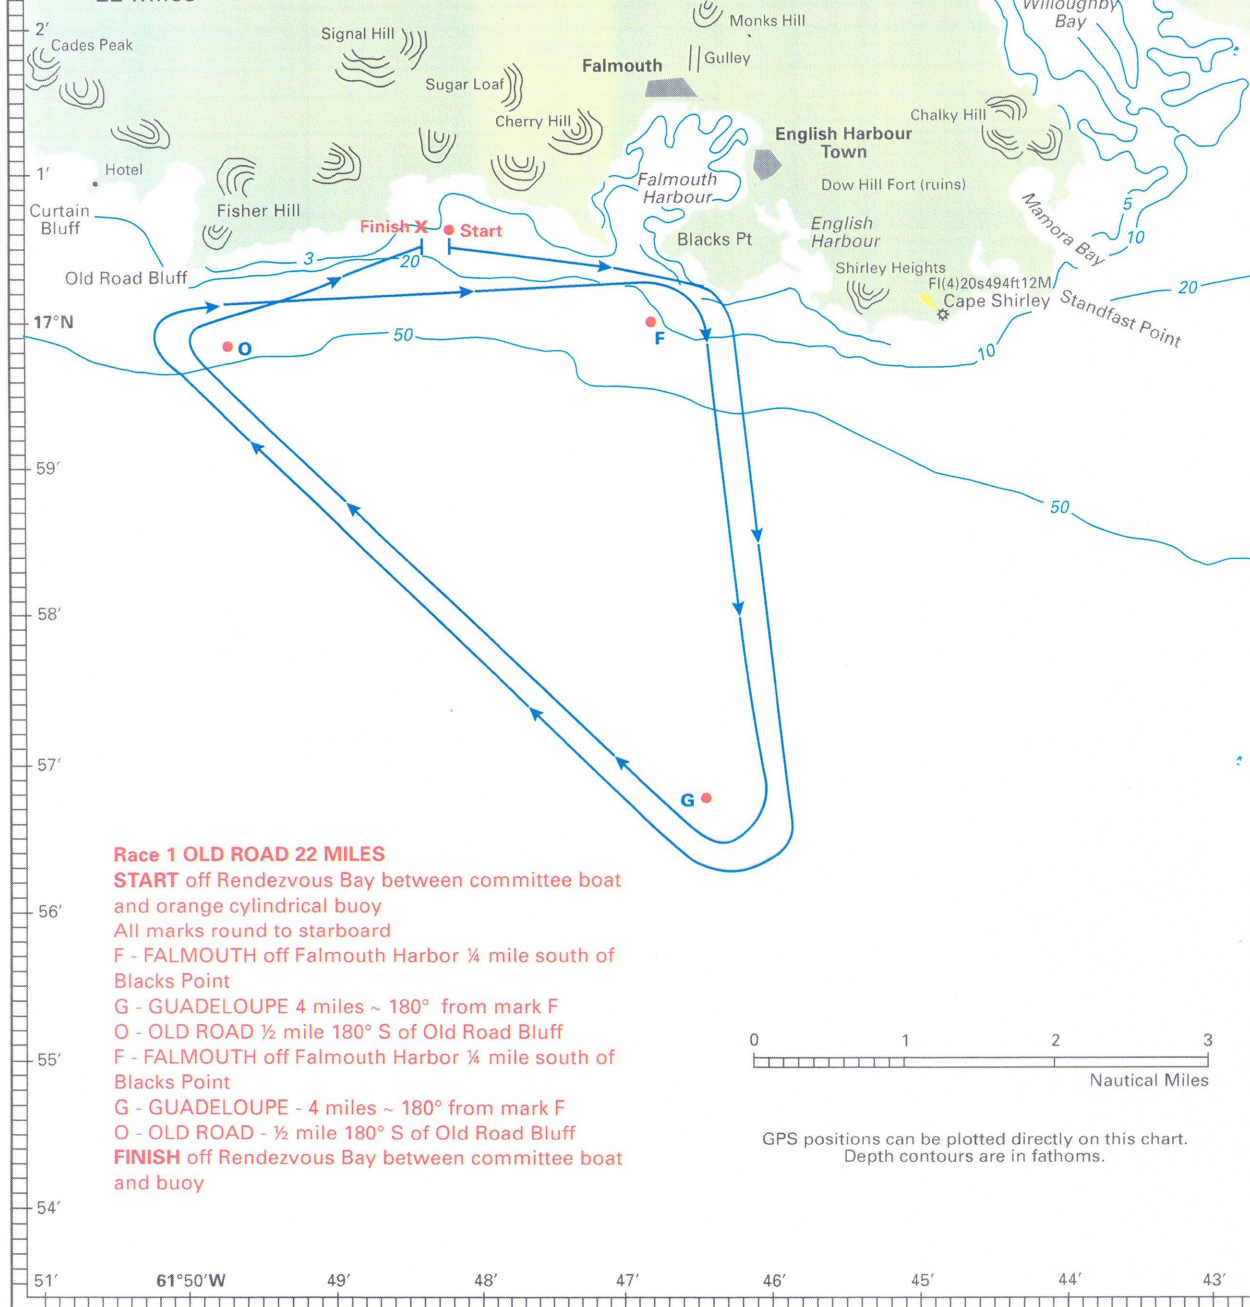 2′
Cades Peak
Signal Hill
Monks Hill
Gulley
Willoughby
Bay
Falmouth
Sugar Loaf
Cherry Hill
Chalky Hill
English Harbour
Town
1′
Hotel
Falmouth
Harbour
Dow Hill Fort (ruins)
Curtain
Bluff
Fisher Hill
Finish X
Start
Blacks Pt
English
Harbour
Mamora Bay
5
10
3
20
Old Road Bluff
Shirley Heights
Fl(4)20s494ft12M
Cape Shirley
Standfast Point
20
17°N
O
50
F
10
59′
50
58′
57′
G
Race 1 OLD ROAD 22 MILES
START off Rendezvous Bay between committee boat
and orange cylindrical buoy
All marks round to starboard
F - FALMOUTH off Falmouth Harbor ¼ mile south of
Blacks Point
G - GUADELOUPE 4 miles ~ 180° from mark F
O - OLD ROAD ½ mile 180° S of Old Road Bluff
F - FALMOUTH off Falmouth Harbor ¼ mile south of
Blacks Point
G - GUADELOUPE - 4 miles ~ 180° from mark F
O - OLD ROAD - ½ mile 180° S of Old Road Bluff
FINISH off Rendezvous Bay between committee boat
and buoy
56′
55′
54′
0 1 2 3
Nautical Miles
GPS positions can be plotted directly on this chart.
Depth contours are in fathoms.
51′ 61°50′W 49′ 48′ 47′ 46′ 45′ 44′ 43′